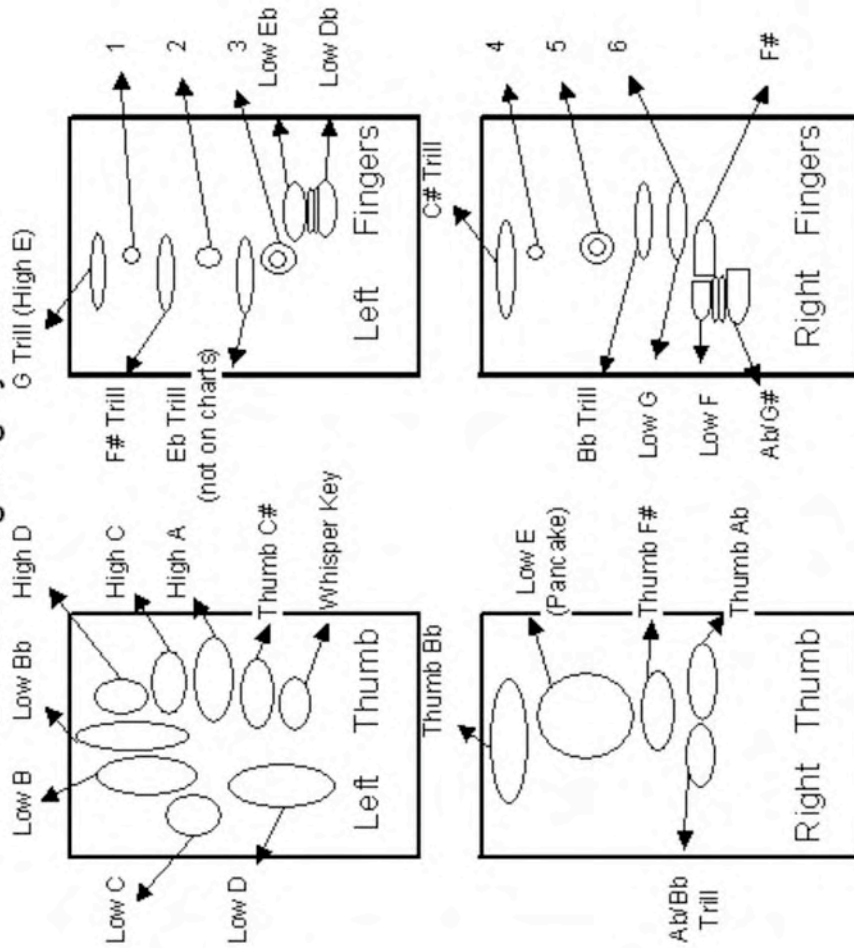 Low B
Low Bb
High D
High C
High A
Thumb C#
Whisper Key
Low C
Low D
Left Thumb
G Trill (High E)
F# Trill
Eb Trill
(not on charts)
1
2
3
Low Eb
Low Db
Left Fingers
Thumb Bb
Low E
(Pancake)
Thumb F#
Thumb Ab
Ab/Bb
Trill
Right Thumb
C# Trill
4
5
6
F#
Bb Trill
Low G
Low F
Ab/G#
Right Fingers